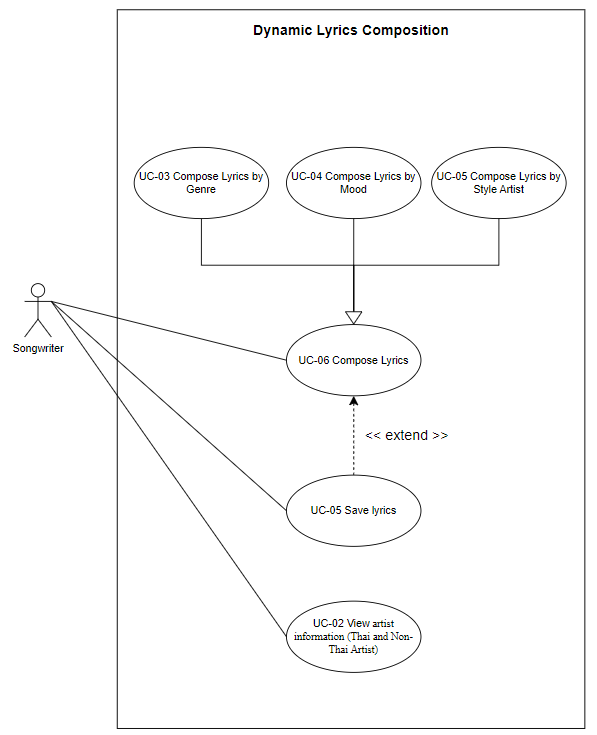 Dynamic Lyrics Composition
UC-03 Compose Lyrics by
Genre
UC-04 Compose Lyrics by
Mood
UC-05 Compose Lyrics by
Style Artist
Songwriter
UC-06 Compose Lyrics
<< extend >>
UC-05 Save lyrics
UC-02 View artist
information (Thai and Non-
Thai Artist)